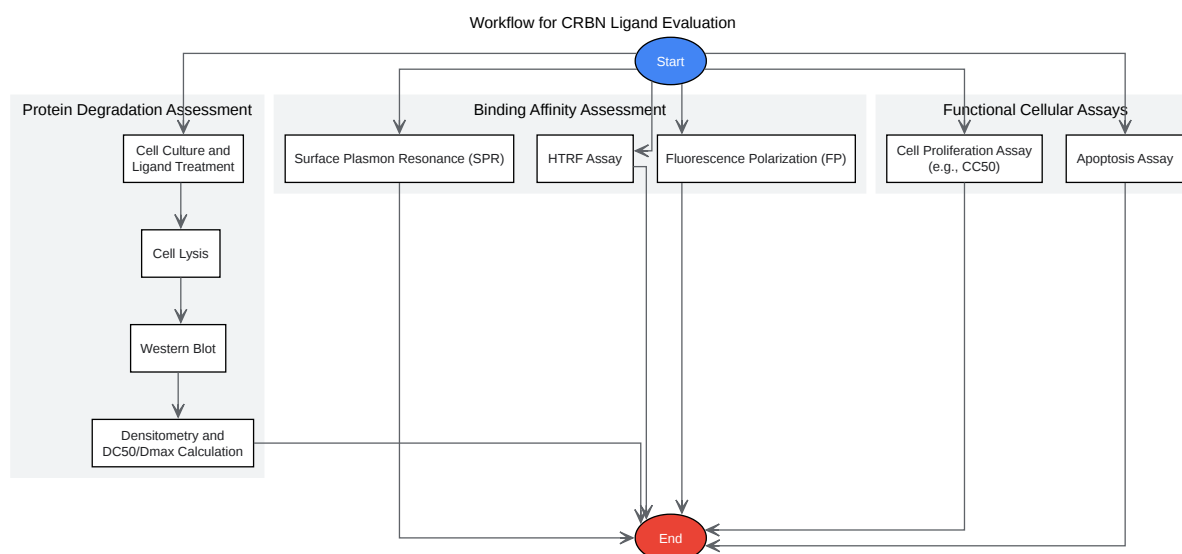 Workflow for CRBN Ligand Evaluation
Start
Protein Degradation Assessment
Binding Affinity Assessment
Functional Cellular Assays
Cell Culture and
Ligand Treatment
Surface Plasmon Resonance (SPR)
HTRF Assay
Fluorescence Polarization (FP)
Cell Proliferation Assay
(e.g., CC50)
Apoptosis Assay
Cell Lysis
Western Blot
Densitometry and
DC50/Dmax Calculation
End